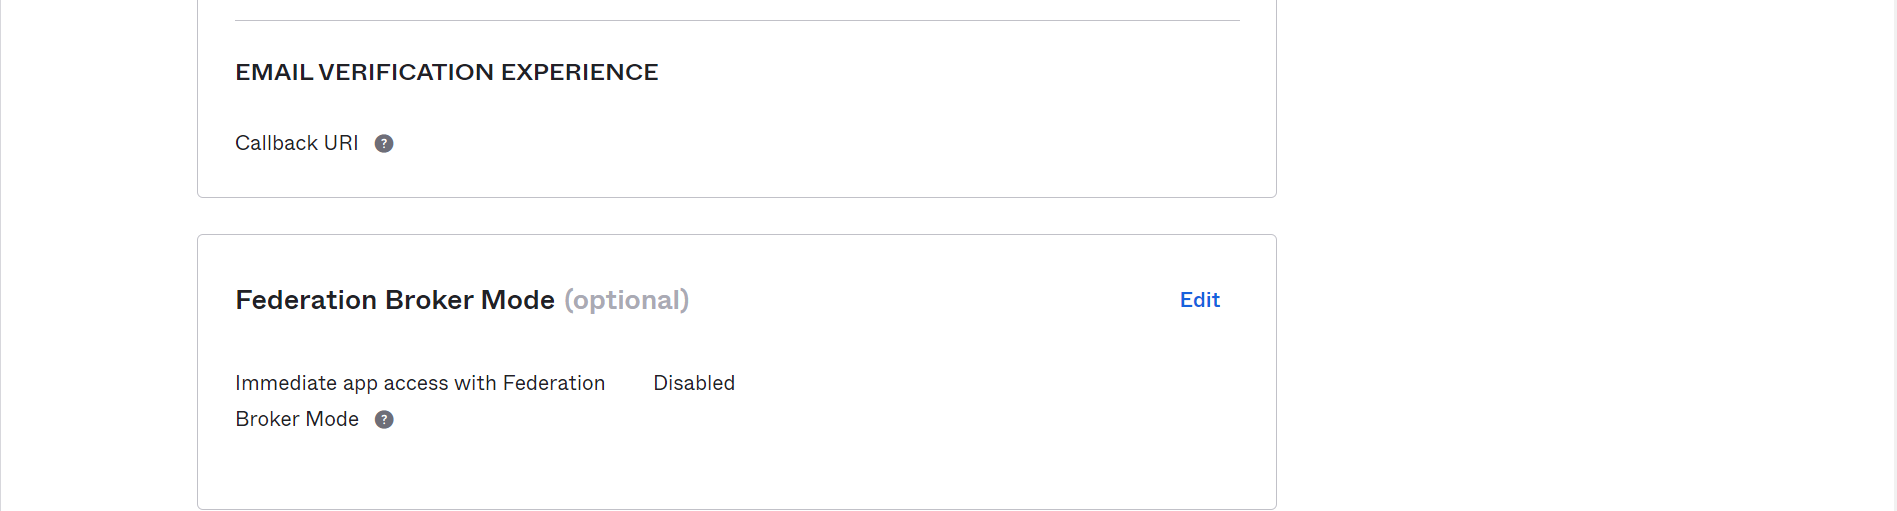 EMAIL VERIFICATION EXPERIENCE
Callback URI ?
Federation Broker Mode (optional) Edit
Immediate app access with Federation Disabled
Broker Mode ?